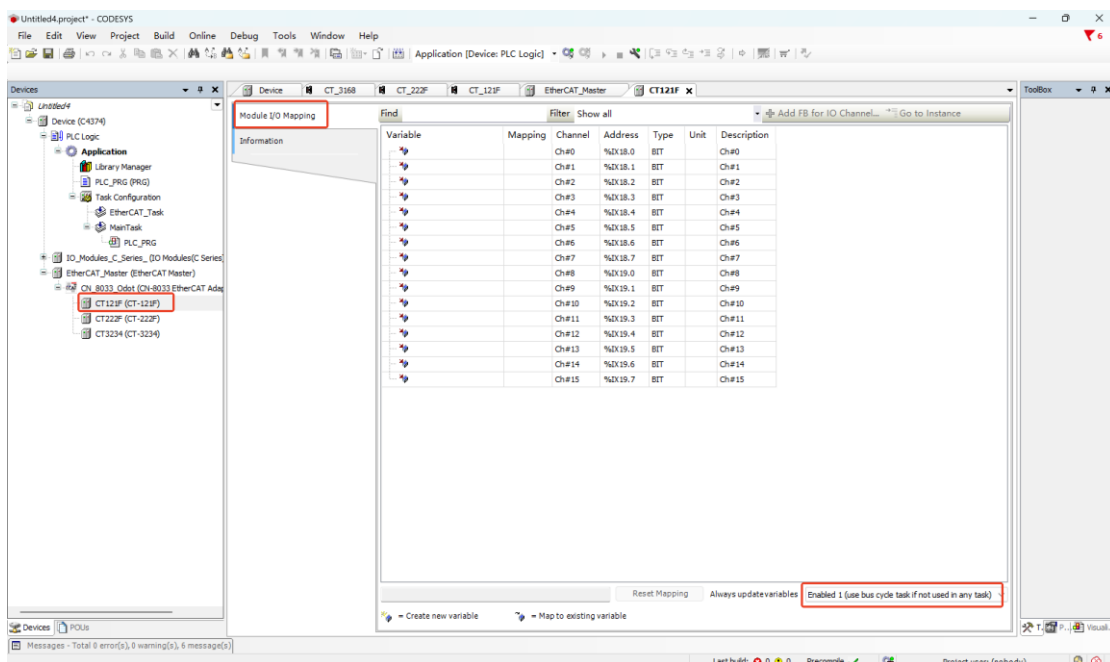 Untitled4.project* - CODESYS
File Edit View Project Build Online Debug Tools Window Help
Application [Device: PLC Logic]
6
Devices
Device CT_3168 CT_222F CT_121F EtherCAT_Master CT121F
ToolBox
Untitled4
Device (C4374)
PLC Logic
Application
Library Manager
PLC_PRG (PRG)
Task Configuration
EtherCAT_Task
MainTask
PLC_PRG
IO_Modules_C_Series_ (IO Modules(C Series
EtherCAT_Master (EtherCAT Master)
CN_8033_Odot (CN-8033 EtherCAT Adap
CT121F (CT-121F)
CT222F (CT-222F)
CT3234 (CT-3234)
Module I/O Mapping
Information
Find Filter Show all Add FB for IO Channel... Go to Instance
Variable Mapping Channel Address Type Unit Description
Ch#0 %IX18.0 BIT Ch#0
Ch#1 %IX18.1 BIT Ch#1
Ch#2 %IX18.2 BIT Ch#2
Ch#3 %IX18.3 BIT Ch#3
Ch#4 %IX18.4 BIT Ch#4
Ch#5 %IX18.5 BIT Ch#5
Ch#6 %IX18.6 BIT Ch#6
Ch#7 %IX18.7 BIT Ch#7
Ch#8 %IX19.0 BIT Ch#8
Ch#9 %IX19.1 BIT Ch#9
Ch#10 %IX19.2 BIT Ch#10
Ch#11 %IX19.3 BIT Ch#11
Ch#12 %IX19.4 BIT Ch#12
Ch#13 %IX19.5 BIT Ch#13
Ch#14 %IX19.6 BIT Ch#14
Ch#15 %IX19.7 BIT Ch#15
Reset Mapping Always update variables Enabled 1 (use bus cycle task if not used in any task)
= Create new variable = Map to existing variable
Devices POUs
T... P... Visuali.
Messages - Total 0 error(s), 0 warning(s), 6 message(s)
Last build: 0 0 Precompile Project user: (nobody)